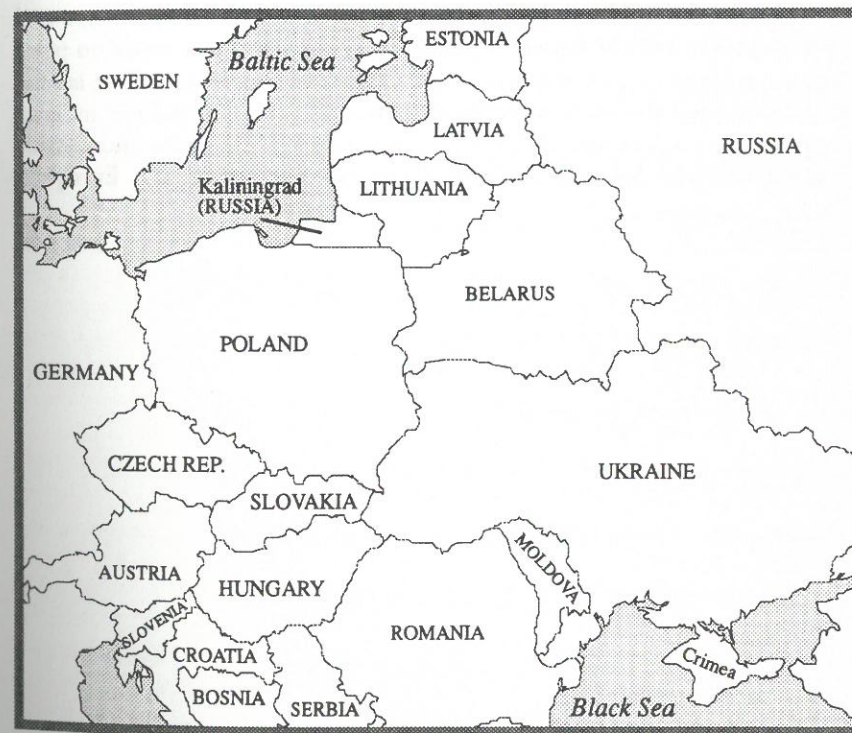 ESTONIA
Baltic Sea
SWEDEN
LATVIA
RUSSIA
Kaliningrad
(RUSSIA)
LITHUANIA
BELARUS
POLAND
GERMANY
CZECH REP.
UKRAINE
SLOVAKIA
MOLDOVA
AUSTRIA
HUNGARY
SLOVENIA
ROMANIA
CROATIA
Crimea
BOSNIA
SERBIA
Black Sea